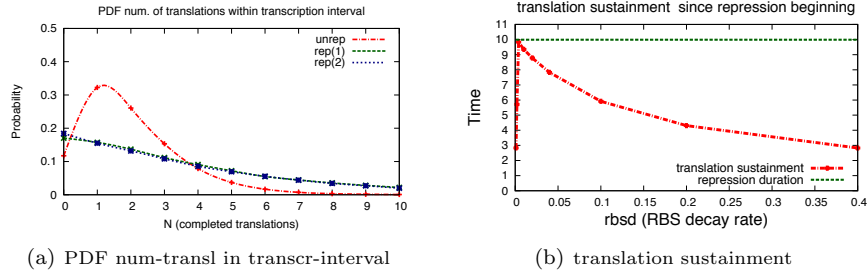 PDF num. of translations within transcription interval
unrep
rep(1)
rep(2)
0.5
0.4
0.3
0.2
0.1
0
Probability
0 1 2 3 4 5 6 7 8 9 10
N (completed translations)
(a) PDF num-transl in transcr-interval
translation sustainment since repression beginning
11
10
9
8
7
6
5
4
3
2
1
0
Time
translation sustainment
repression duration
0 0.05 0.1 0.15 0.2 0.25 0.3 0.35 0.4
rbsd (RBS decay rate)
(b) translation sustainment